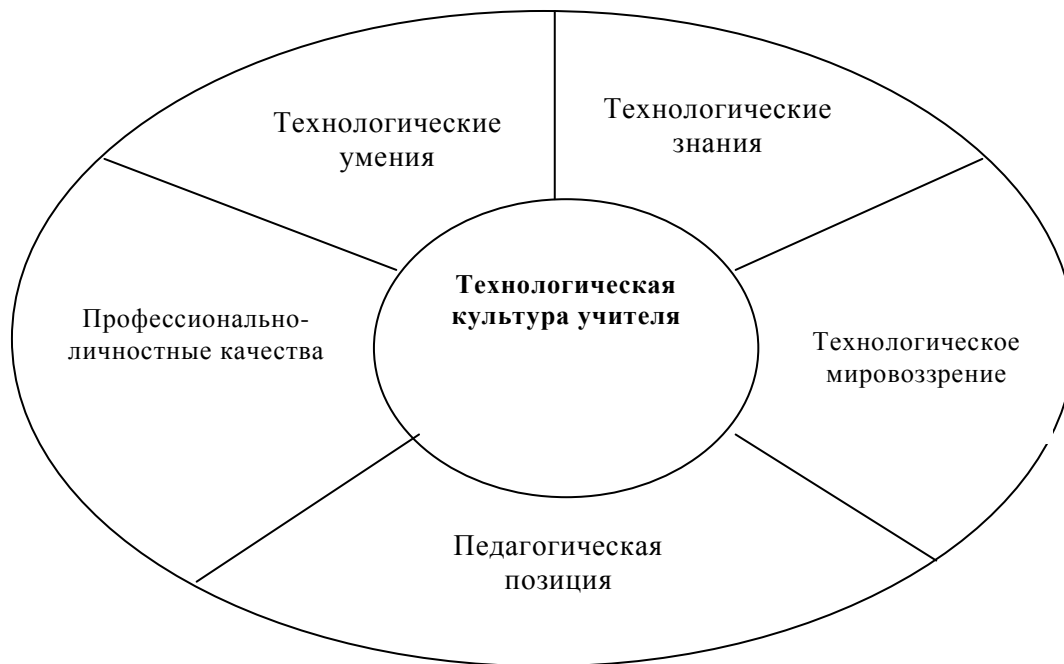 Технологические
умения
Технологические
знания
Технологическая
культура учителя
Профессионально-
личностные качества
Технологическое
мировоззрение
Педагогическая
позиция